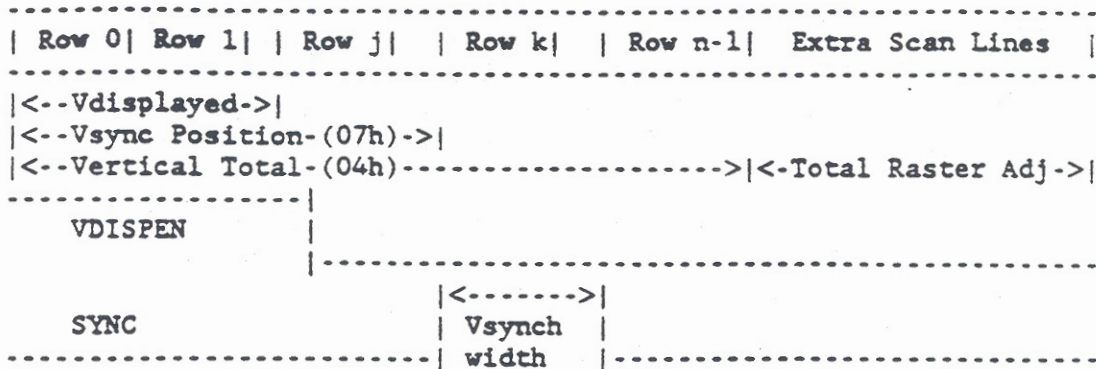 -----------------------------------------------------------------
| Row 0| Row 1| | Row j| | Row k| | Row n-1| Extra Scan Lines |
-----------------------------------------------------------------
|<--Vdisplayed->|
|<--Vsync Position-(07h)->|
|<--Vertical Total-(04h)-------------------->|<-Total Raster Adj->|
------------------|
VDISPEN |
|----------------------------------------------
|<------->|
SYNC | Vsynch |
--------------------------| width |-----------------------------